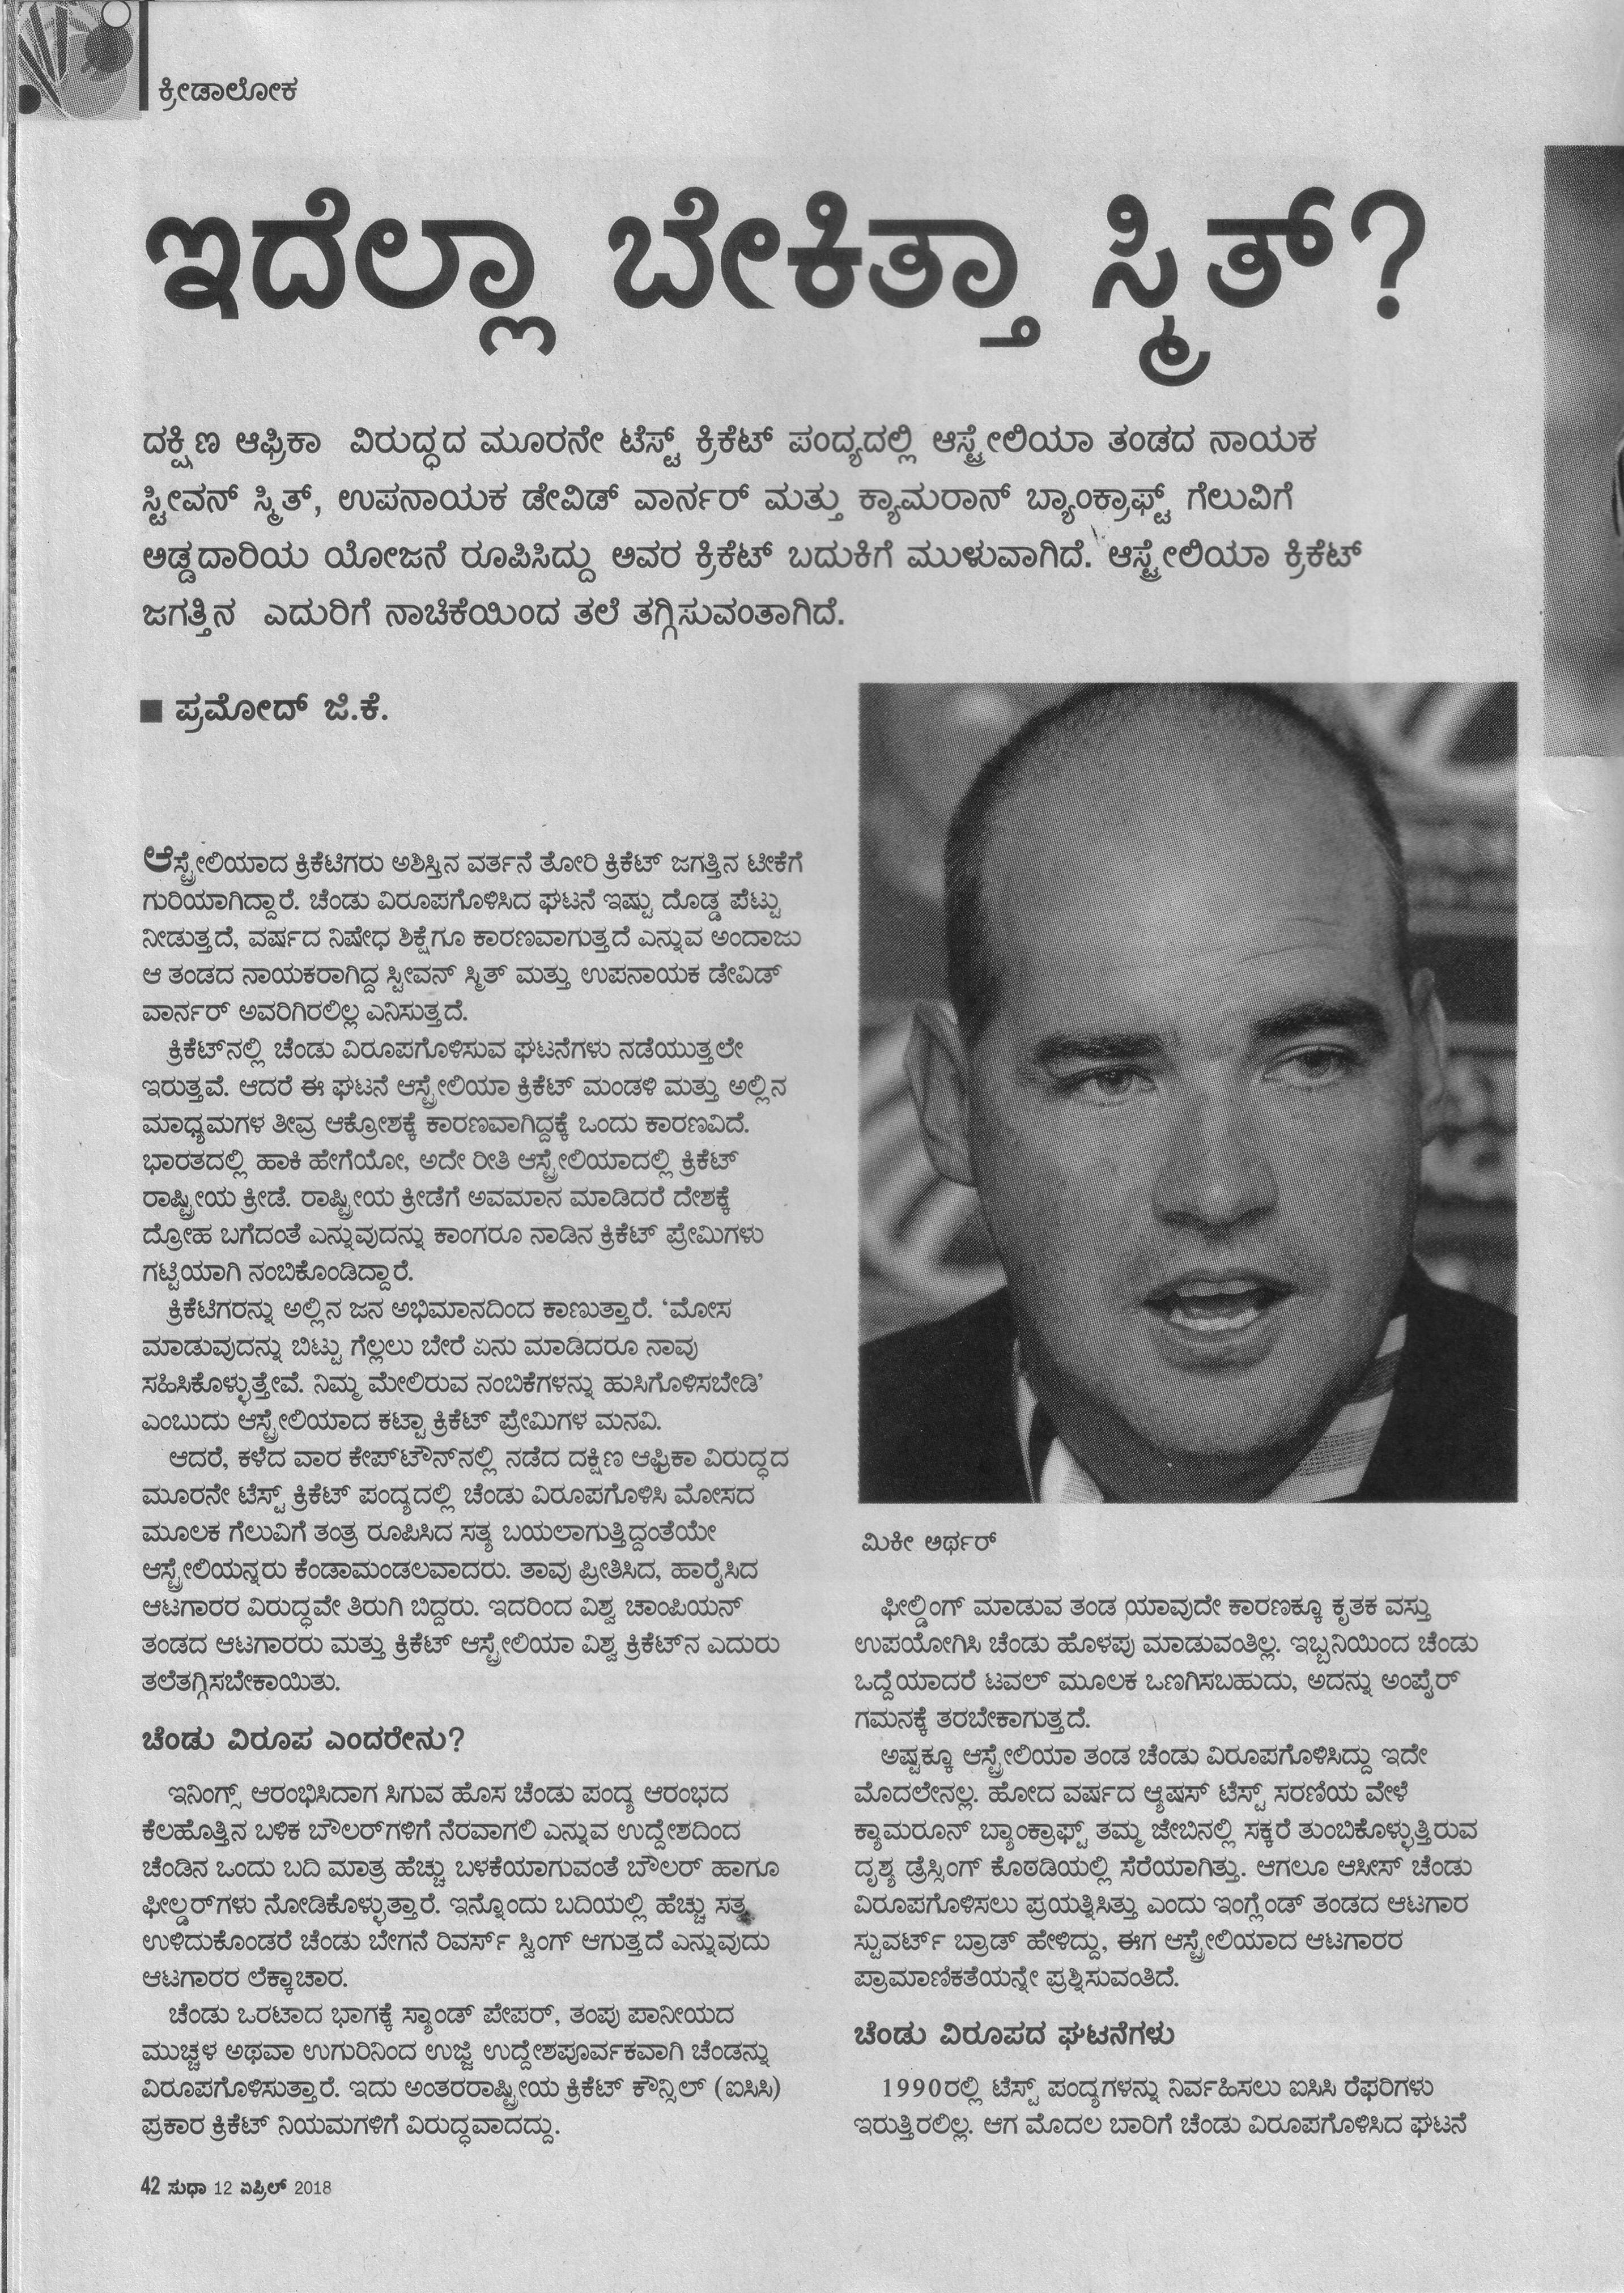 ಕ್ರೀಡಾಲೋಕ
ಇದೆಲ್ಲಾ ಬೇಕಿತ್ತಾ ಸ್ಮಿತ್?
ದಕ್ಷಿಣ ಆಫ್ರಿಕಾ ವಿರುದ್ಧದ ಮೂರನೇ ಟೆಸ್ಟ್ ಕ್ರಿಕೆಟ್ ಪಂದ್ಯದಲ್ಲಿ ಆಸ್ಟ್ರೇಲಿಯಾ ತಂಡದ ನಾಯಕ
ಸ್ಟೀವನ್ ಸ್ಮಿತ್, ಉಪನಾಯಕ ಡೇವಿಡ್ ವಾರ್ನರ್ ಮತ್ತು ಕ್ಯಾಮರಾನ್ ಬ್ಯಾಂಕ್ರಾಫ್ಟ್ ಗೆಲುವಿಗೆ
ಅಡ್ಡದಾರಿಯ ಯೋಜನೆ ರೂಪಿಸಿದ್ದು ಅವರ ಕ್ರಿಕೆಟ್ ಬದುಕಿಗೆ ಮುಳುವಾಗಿದೆ. ಆಸ್ಟ್ರೇಲಿಯಾ ಕ್ರಿಕೆಟ್
ಜಗತ್ತಿನ ಎದುರಿಗೆ ನಾಚಿಕೆಯಿಂದ ತಲೆ ತಗ್ಗಿಸುವಂತಾಗಿದೆ.
■ ಪ್ರಮೋದ್ ಜಿ.ಕೆ.
ಆಸ್ಟ್ರೇಲಿಯಾದ ಕ್ರಿಕೆಟಿಗರು ಅಶಿಸ್ತಿನ ವರ್ತನೆ ತೋರಿ ಕ್ರಿಕೆಟ್ ಜಗತ್ತಿನ ಟೀಕೆಗೆ
ಗುರಿಯಾಗಿದ್ದಾರೆ. ಚೆಂಡು ವಿರೂಪಗೊಳಿಸಿದ ಘಟನೆ ಇಷ್ಟು ದೊಡ್ಡ ಪೆಟ್ಟು
ನೀಡುತ್ತದೆ, ವರ್ಷದ ನಿಷೇಧ ಶಿಕ್ಷೆಗೂ ಕಾರಣವಾಗುತ್ತದೆ ಎನ್ನುವ ಅಂದಾಜು
ಆ ತಂಡದ ನಾಯಕರಾಗಿದ್ದ ಸ್ಟೀವನ್ ಸ್ಮಿತ್ ಮತ್ತು ಉಪನಾಯಕ ಡೇವಿಡ್
ವಾರ್ನರ್ ಅವರಿಗಿರಲಿಲ್ಲ ಎನಿಸುತ್ತದೆ.
ಕ್ರಿಕೆಟ್‌ನಲ್ಲಿ ಚೆಂಡು ವಿರೂಪಗೊಳಿಸುವ ಘಟನೆಗಳು ನಡೆಯುತ್ತಲೇ
ಇರುತ್ತವೆ. ಆದರೆ ಈ ಘಟನೆ ಆಸ್ಟ್ರೇಲಿಯಾ ಕ್ರಿಕೆಟ್ ಮಂಡಳಿ ಮತ್ತು ಅಲ್ಲಿನ
ಮಾಧ್ಯಮಗಳ ತೀವ್ರ ಆಕ್ರೋಶಕ್ಕೆ ಕಾರಣವಾಗಿದ್ದಕ್ಕೆ ಒಂದು ಕಾರಣವಿದೆ.
ಭಾರತದಲ್ಲಿ ಹಾಕಿ ಹೇಗೆಯೋ, ಅದೇ ರೀತಿ ಆಸ್ಟ್ರೇಲಿಯಾದಲ್ಲಿ ಕ್ರಿಕೆಟ್
ರಾಷ್ಟ್ರೀಯ ಕ್ರೀಡೆ. ರಾಷ್ಟ್ರೀಯ ಕ್ರೀಡೆಗೆ ಅವಮಾನ ಮಾಡಿದರೆ ದೇಶಕ್ಕೆ
ದ್ರೋಹ ಬಗೆದಂತೆ ಎನ್ನುವುದನ್ನು ಕಾಂಗರೂ ನಾಡಿನ ಕ್ರಿಕೆಟ್ ಪ್ರೇಮಿಗಳು
ಗಟ್ಟಿಯಾಗಿ ನಂಬಿಕೊಂಡಿದ್ದಾರೆ.
ಕ್ರಿಕೆಟಿಗರನ್ನು ಅಲ್ಲಿನ ಜನ ಅಭಿಮಾನದಿಂದ ಕಾಣುತ್ತಾರೆ. ‘ಮೋಸ
ಮಾಡುವುದನ್ನು ಬಿಟ್ಟು ಗೆಲ್ಲಲು ಬೇರೆ ಏನು ಮಾಡಿದರೂ ನಾವು
ಸಹಿಸಿಕೊಳ್ಳುತ್ತೇವೆ. ನಿಮ್ಮ ಮೇಲಿರುವ ನಂಬಿಕೆಗಳನ್ನು ಹುಸಿಗೊಳಿಸಬೇಡಿ’
ಎಂಬುದು ಆಸ್ಟ್ರೇಲಿಯಾದ ಕಟ್ಟಾ ಕ್ರಿಕೆಟ್ ಪ್ರೇಮಿಗಳ ಮನವಿ.
ಆದರೆ, ಕಳೆದ ವಾರ ಕೇಪ್‌ಟೌನ್‌ನಲ್ಲಿ ನಡೆದ ದಕ್ಷಿಣ ಆಫ್ರಿಕಾ ವಿರುದ್ಧದ
ಮೂರನೇ ಟೆಸ್ಟ್ ಕ್ರಿಕೆಟ್ ಪಂದ್ಯದಲ್ಲಿ ಚೆಂಡು ವಿರೂಪಗೊಳಿಸಿ ಮೋಸದ
ಮೂಲಕ ಗೆಲುವಿಗೆ ತಂತ್ರ ರೂಪಿಸಿದ ಸತ್ಯ ಬಯಲಾಗುತ್ತಿದ್ದಂತೆಯೇ
ಆಸ್ಟ್ರೇಲಿಯನ್ನರು ಕೆಂಡಾಮಂಡಲವಾದರು. ತಾವು ಪ್ರೀತಿಸಿದ, ಹಾರೈಸಿದ
ಆಟಗಾರರ ವಿರುದ್ಧವೇ ತಿರುಗಿ ಬಿದ್ದರು. ಇದರಿಂದ ವಿಶ್ವ ಚಾಂಪಿಯನ್
ತಂಡದ ಆಟಗಾರರು ಮತ್ತು ಕ್ರಿಕೆಟ್ ಆಸ್ಟ್ರೇಲಿಯಾ ವಿಶ್ವ ಕ್ರಿಕೆಟ್‌ನ ಎದುರು
ತಲೆತಗ್ಗಿಸಬೇಕಾಯಿತು.
ಚೆಂಡು ವಿರೂಪ ಎಂದರೇನು?
ಇನಿಂಗ್ಸ್ ಆರಂಭಿಸಿದಾಗ ಸಿಗುವ ಹೊಸ ಚೆಂಡು ಪಂದ್ಯ ಆರಂಭದ
ಕೆಲಹೊತ್ತಿನ ಬಳಿಕ ಬೌಲರ್‌ಗಳಿಗೆ ನೆರವಾಗಲಿ ಎನ್ನುವ ಉದ್ದೇಶದಿಂದ
ಚೆಂಡಿನ ಒಂದು ಬದಿ ಮಾತ್ರ ಹೆಚ್ಚು ಬಳಕೆಯಾಗುವಂತೆ ಬೌಲರ್ ಹಾಗೂ
ಫೀಲ್ಡರ್‌ಗಳು ನೋಡಿಕೊಳ್ಳುತ್ತಾರೆ. ಇನ್ನೊಂದು ಬದಿಯಲ್ಲಿ ಹೆಚ್ಚು ಸತ್ವ
ಉಳಿದುಕೊಂಡರೆ ಚೆಂಡು ಬೇಗನೆ ರಿವರ್ಸ್ ಸ್ವಿಂಗ್ ಆಗುತ್ತದೆ ಎನ್ನುವುದು
ಆಟಗಾರರ ಲೆಕ್ಕಾಚಾರ.
ಚೆಂಡು ಒರಟಾದ ಭಾಗಕ್ಕೆ ಸ್ಯಾಂಡ್ ಪೇಪರ್, ತಂಪು ಪಾನೀಯದ
ಮುಚ್ಚಳ ಅಥವಾ ಉಗುರಿನಿಂದ ಉಜ್ಜಿ ಉದ್ದೇಶಪೂರ್ವಕವಾಗಿ ಚೆಂಡನ್ನು
ವಿರೂಪಗೊಳಿಸುತ್ತಾರೆ. ಇದು ಅಂತರರಾಷ್ಟ್ರೀಯ ಕ್ರಿಕೆಟ್ ಕೌನ್ಸಿಲ್ (ಐಸಿಸಿ)
ಪ್ರಕಾರ ಕ್ರಿಕೆಟ್ ನಿಯಮಗಳಿಗೆ ವಿರುದ್ಧವಾದದ್ದು.
ಮಿಕೀ ಅರ್ಥರ್
ಫೀಲ್ಡಿಂಗ್ ಮಾಡುವ ತಂಡ ಯಾವುದೇ ಕಾರಣಕ್ಕೂ ಕೃತಕ ವಸ್ತು
ಉಪಯೋಗಿಸಿ ಚೆಂಡು ಹೊಳಪು ಮಾಡುವಂತಿಲ್ಲ. ಇಬ್ಬನಿಯಿಂದ ಚೆಂಡು
ಒದ್ದೆಯಾದರೆ ಟವಲ್ ಮೂಲಕ ಒಣಗಿಸಬಹುದು, ಅದನ್ನು ಅಂಪೈರ್
ಗಮನಕ್ಕೆ ತರಬೇಕಾಗುತ್ತದೆ.
ಅಷ್ಟಕ್ಕೂ ಆಸ್ಟ್ರೇಲಿಯಾ ತಂಡ ಚೆಂಡು ವಿರೂಪಗೊಳಿಸಿದ್ದು ಇದೇ
ಮೊದಲೇನಲ್ಲ. ಹೋದ ವರ್ಷದ ಆ್ಯಷಸ್ ಟೆಸ್ಟ್ ಸರಣಿಯ ವೇಳೆ
ಕ್ಯಾಮರೂನ್ ಬ್ಯಾಂಕ್ರಾಫ್ಟ್ ತಮ್ಮ ಜೇಬಿನಲ್ಲಿ ಸಕ್ಕರೆ ತುಂಬಿಕೊಳ್ಳುತ್ತಿರುವ
ದೃಶ್ಯ ಡ್ರೆಸ್ಸಿಂಗ್ ಕೊಠಡಿಯಲ್ಲಿ ಸೆರೆಯಾಗಿತ್ತು. ಆಗಲೂ ಆಸೀಸ್ ಚೆಂಡು
ವಿರೂಪಗೊಳಿಸಲು ಪ್ರಯತ್ನಿಸಿತ್ತು ಎಂದು ಇಂಗ್ಲೆಂಡ್ ತಂಡದ ಆಟಗಾರ
ಸ್ಟುವರ್ಟ್ ಬ್ರಾಡ್ ಹೇಳಿದ್ದು, ಈಗ ಆಸ್ಟ್ರೇಲಿಯಾದ ಆಟಗಾರರ
ಪ್ರಾಮಾಣಿಕತೆಯನ್ನೇ ಪ್ರಶ್ನಿಸುವಂತಿದೆ.
ಚೆಂಡು ವಿರೂಪದ ಘಟನೆಗಳು
1990ರಲ್ಲಿ ಟೆಸ್ಟ್ ಪಂದ್ಯಗಳನ್ನು ನಿರ್ವಹಿಸಲು ಐಸಿಸಿ ರೆಫರಿಗಳು
ಇರುತ್ತಿರಲಿಲ್ಲ. ಆಗ ಮೊದಲ ಬಾರಿಗೆ ಚೆಂಡು ವಿರೂಪಗೊಳಿಸಿದ ಘಟನೆ
42 ಸುಧಾ 12 ಏಪ್ರಿಲ್ 2018